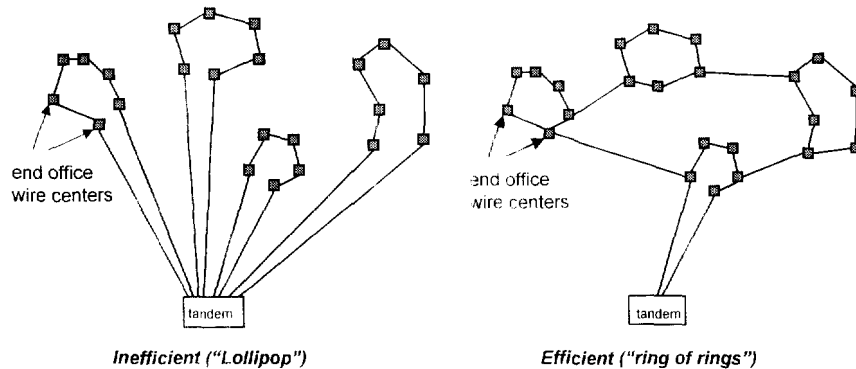 end office
wire centers
tandem
Inefficient ("Lollipop")
end office
wire centers
tandem
Efficient ("ring of rings")